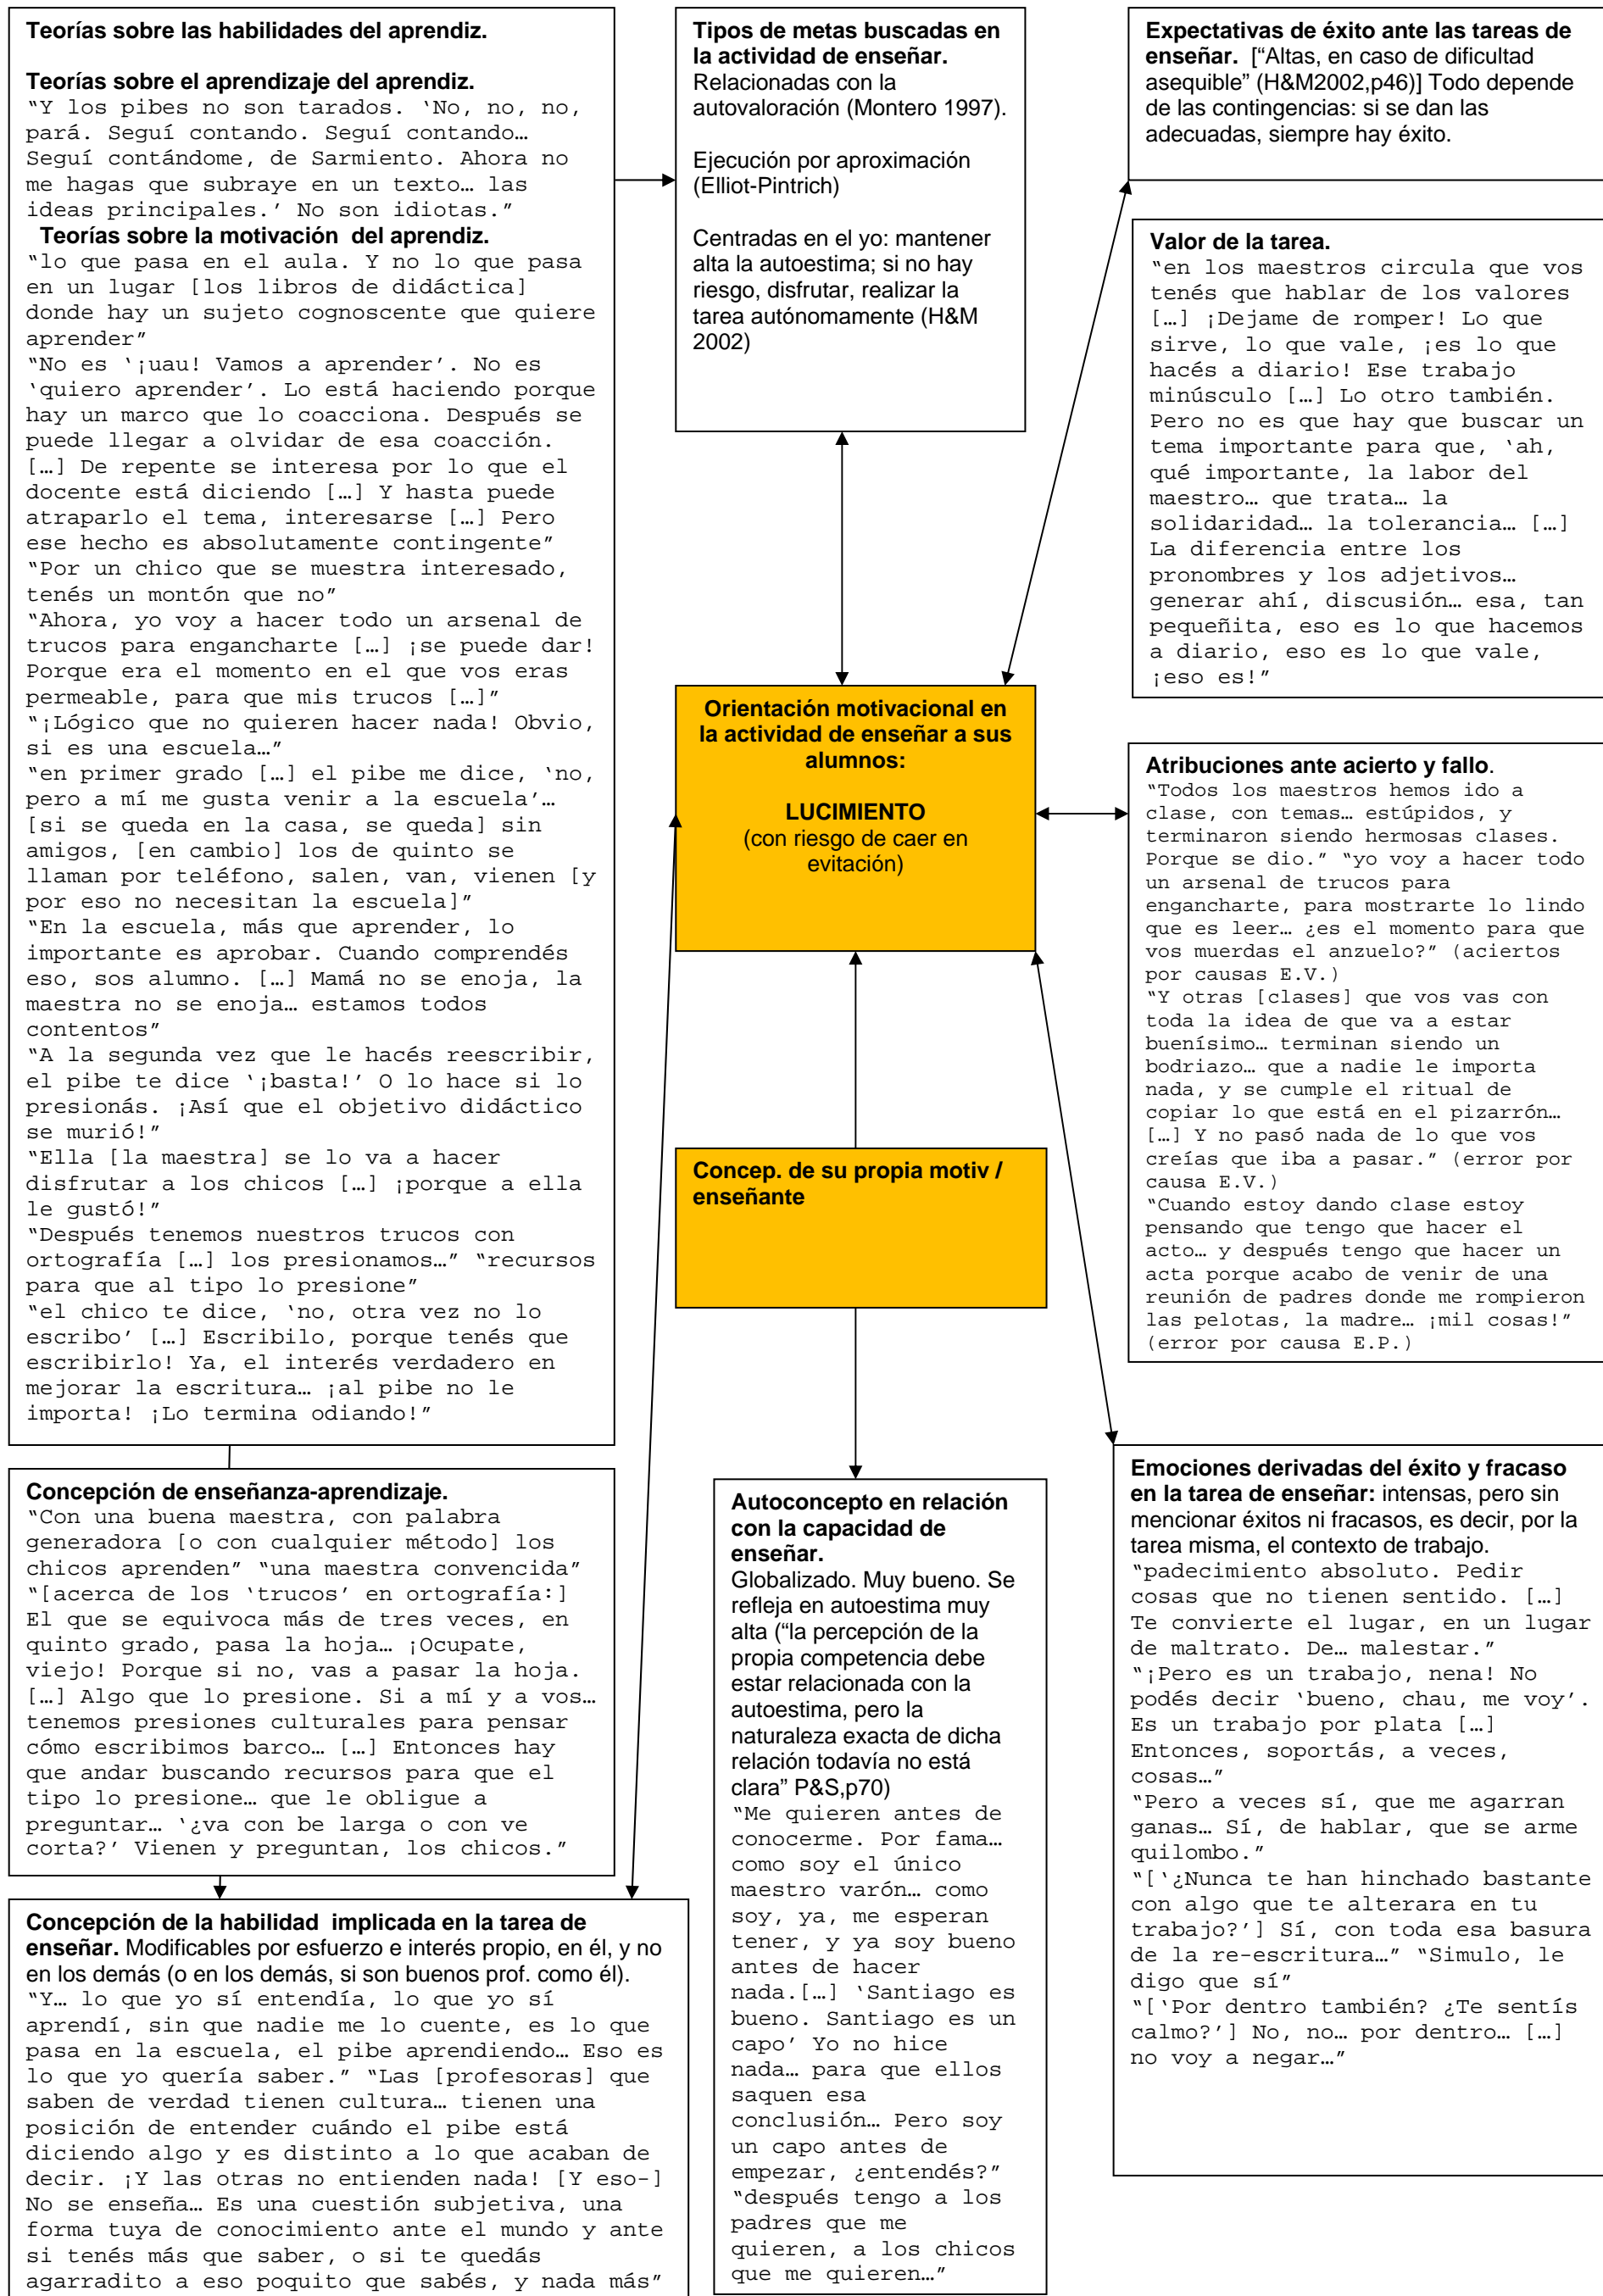 Teorías sobre las habilidades del aprendiz.
Teorías sobre el aprendizaje del aprendiz.
“Y los pibes no son tarados. ‘No, no, no,
pará. Seguí contando. Seguí contando…
Seguí contándome, de Sarmiento. Ahora no
me hagas que subraye en un texto… las
ideas principales.’ No son idiotas.”
Teorías sobre la motivación del aprendiz.
“lo que pasa en el aula. Y no lo que pasa
en un lugar [los libros de didáctica]
donde hay un sujeto cognoscente que quiere
aprender”
“No es ‘¡uau! Vamos a aprender’. No es
‘quiero aprender’. Lo está haciendo porque
hay un marco que lo coacciona. Después se
puede llegar a olvidar de esa coacción.
[…] De repente se interesa por lo que el
docente está diciendo […] Y hasta puede
atraparlo el tema, interesarse […] Pero
ese hecho es absolutamente contingente”
“Por un chico que se muestra interesado,
tenés un montón que no”
“Ahora, yo voy a hacer todo un arsenal de
trucos para engancharte […] ¡se puede dar!
Porque era el momento en el que vos eras
permeable, para que mis trucos […]”
“¡Lógico que no quieren hacer nada! Obvio,
si es una escuela…”
“en primer grado […] el pibe me dice, ‘no,
pero a mí me gusta venir a la escuela’…
[si se queda en la casa, se queda] sin
amigos, [en cambio] los de quinto se
llaman por teléfono, salen, van, vienen [y
por eso no necesitan la escuela]”
“En la escuela, más que aprender, lo
importante es aprobar. Cuando comprendés
eso, sos alumno. […] Mamá no se enoja, la
maestra no se enoja… estamos todos
contentos”
“A la segunda vez que le hacés reescribir,
el pibe te dice ‘¡basta!’ O lo hace si lo
presionás. ¡Así que el objetivo didáctico
se murió!”
“Ella [la maestra] se lo va a hacer
disfrutar a los chicos […] ¡porque a ella
le gustó!”
“Después tenemos nuestros trucos con
ortografía […] los presionamos…” “recursos
para que al tipo lo presione”
“el chico te dice, ‘no, otra vez no lo
escribo’ […] Escribilo, porque tenés que
escribirlo! Ya, el interés verdadero en
mejorar la escritura… ¡al pibe no le
importa! ¡Lo termina odiando!”
Concepción de enseñanza-aprendizaje.
“Con una buena maestra, con palabra
generadora [o con cualquier método] los
chicos aprenden” “una maestra convencida”
“[acerca de los ‘trucos’ en ortografía:]
El que se equivoca más de tres veces, en
quinto grado, pasa la hoja… ¡Ocupate,
viejo! Porque si no, vas a pasar la hoja.
[…] Algo que lo presione. Si a mí y a vos…
tenemos presiones culturales para pensar
cómo escribimos barco… […] Entonces hay
que andar buscando recursos para que el
tipo lo presione… que le obligue a
preguntar… ‘¿va con be larga o con ve
corta?’ Vienen y preguntan, los chicos.”
Concepción de la habilidad implicada en la tarea de
enseñar. Modificables por esfuerzo e interés propio, en él, y no
en los demás (o en los demás, si son buenos prof. como él).
“Y… lo que yo sí entendía, lo que yo sí
aprendí, sin que nadie me lo cuente, es lo que
pasa en la escuela, el pibe aprendiendo… Eso es
lo que yo quería saber.” “Las [profesoras] que
saben de verdad tienen cultura… tienen una
posición de entender cuándo el pibe está
diciendo algo y es distinto a lo que acaban de
decir. ¡Y las otras no entienden nada! [Y eso-]
No se enseña… Es una cuestión subjetiva, una
forma tuya de conocimiento ante el mundo y ante
si tenés más que saber, o si te quedás
agarradito a eso poquito que sabés, y nada más”
Tipos de metas buscadas en
la actividad de enseñar.
Relacionadas con la
autovaloración (Montero 1997).
Ejecución por aproximación
(Elliot-Pintrich)
Centradas en el yo: mantener
alta la autoestima; si no hay
riesgo, disfrutar, realizar la
tarea autónomamente (H&M
2002)
Orientación motivacional en
la actividad de enseñar a sus
alumnos:
LUCIMIENTO
(con riesgo de caer en
evitación)
Concep. de su propia motiv /
enseñante
Autoconcepto en relación
con la capacidad de
enseñar.
Globalizado. Muy bueno. Se
refleja en autoestima muy
alta (“la percepción de la
propia competencia debe
estar relacionada con la
autoestima, pero la
naturaleza exacta de dicha
relación todavía no está
clara” P&S,p70)
“Me quieren antes de
conocerme. Por fama…
como soy el único
maestro varón… como
soy, ya, me esperan
tener, y ya soy bueno
antes de hacer
nada.[…] ‘Santiago es
bueno. Santiago es un
capo’ Yo no hice
nada… para que ellos
saquen esa
conclusión… Pero soy
un capo antes de
empezar, ¿entendés?”
“después tengo a los
padres que me
quieren, a los chicos
que me quieren…”
Expectativas de éxito ante las tareas de
enseñar. [“Altas, en caso de dificultad
asequible” (H&M2002,p46)] Todo depende
de las contingencias: si se dan las
adecuadas, siempre hay éxito.
Valor de la tarea.
“en los maestros circula que vos
tenés que hablar de los valores
[…] ¡Dejame de romper! Lo que
sirve, lo que vale, ¡es lo que
hacés a diario! Ese trabajo
minúsculo […] Lo otro también.
Pero no es que hay que buscar un
tema importante para que, ‘ah,
qué importante, la labor del
maestro… que trata… la
solidaridad… la tolerancia… […]
La diferencia entre los
pronombres y los adjetivos…
generar ahí, discusión… esa, tan
pequeñita, eso es lo que hacemos
a diario, eso es lo que vale,
¡eso es!”
Atribuciones ante acierto y fallo.
“Todos los maestros hemos ido a
clase, con temas… estúpidos, y
terminaron siendo hermosas clases.
Porque se dio.” “yo voy a hacer todo
un arsenal de trucos para
engancharte, para mostrarte lo lindo
que es leer… ¿es el momento para que
vos muerdas el anzuelo?” (aciertos
por causas E.V.)
“Y otras [clases] que vos vas con
toda la idea de que va a estar
buenísimo… terminan siendo un
bodriazo… que a nadie le importa
nada, y se cumple el ritual de
copiar lo que está en el pizarrón…
[…] Y no pasó nada de lo que vos
creías que iba a pasar.” (error por
causa E.V.)
“Cuando estoy dando clase estoy
pensando que tengo que hacer el
acto… y después tengo que hacer un
acta porque acabo de venir de una
reunión de padres donde me rompieron
las pelotas, la madre… ¡mil cosas!”
(error por causa E.P.)
Emociones derivadas del éxito y fracaso
en la tarea de enseñar: intensas, pero sin
mencionar éxitos ni fracasos, es decir, por la
tarea misma, el contexto de trabajo.
“padecimiento absoluto. Pedir
cosas que no tienen sentido. […]
Te convierte el lugar, en un lugar
de maltrato. De… malestar.”
“¡Pero es un trabajo, nena! No
podés decir ‘bueno, chau, me voy’.
Es un trabajo por plata […]
Entonces, soportás, a veces,
cosas…”
“Pero a veces sí, que me agarran
ganas… Sí, de hablar, que se arme
quilombo.”
“[‘¿Nunca te han hinchado bastante
con algo que te alterara en tu
trabajo?’] Sí, con toda esa basura
de la re-escritura…” “Simulo, le
digo que sí”
“[‘Por dentro también? ¿Te sentís
calmo?’] No, no… por dentro… […]
no voy a negar…”